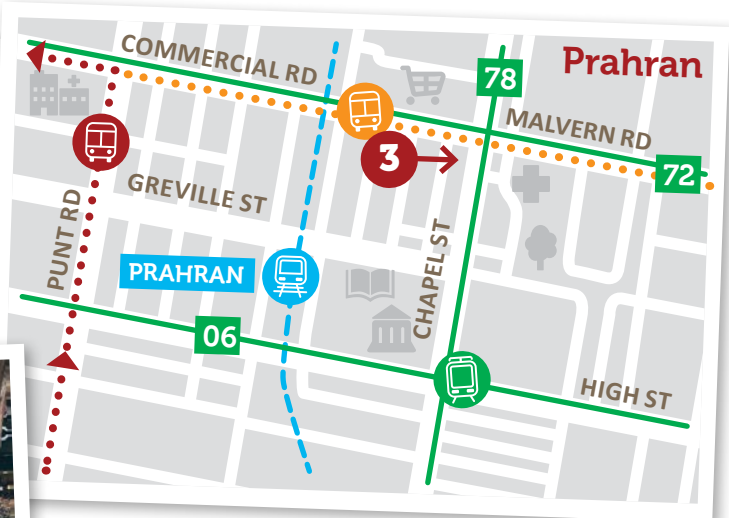 Prahran
COMMERCIAL RD
78
MALVERN RD
3
72
GREVILLE ST
PUNT RD
CHAPEL ST
PRAHRAN
06
HIGH ST